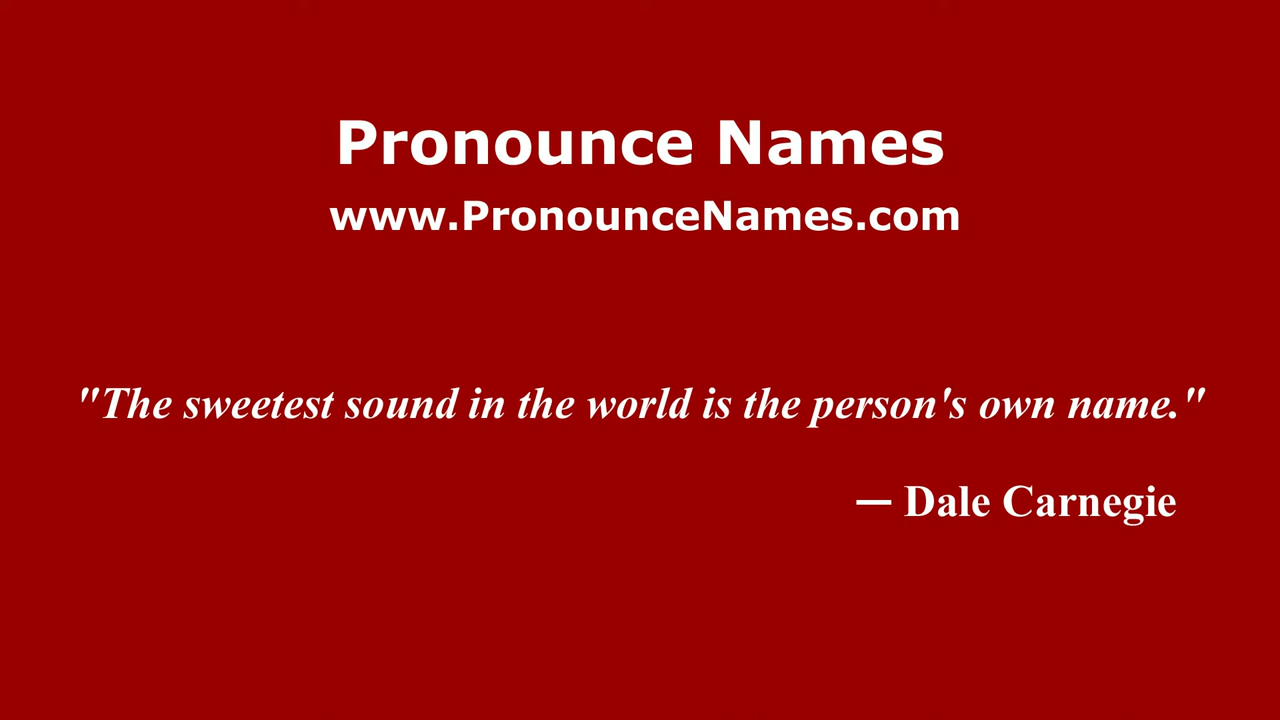 Pronounce Names
www.PronounceNames.com
"The sweetest sound in the world is the person's own name."
— Dale Carnegie